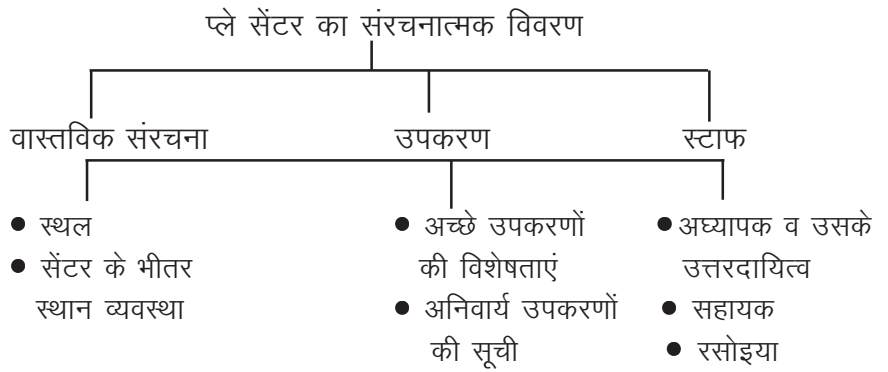 प्ले सेंटर का संरचनात्मक विवरण
वास्तविक संरचना
उपकरण
स्टाफ
● स्थल
● सेंटर के भीतर
स्थान व्यवस्था
● अच्छे उपकरणों
की विशेषताएं
● अनिवार्य उपकरणों
की सूची
● अघ्यापक व उसके
उत्तरदायित्व
● सहायक
● रसोइया